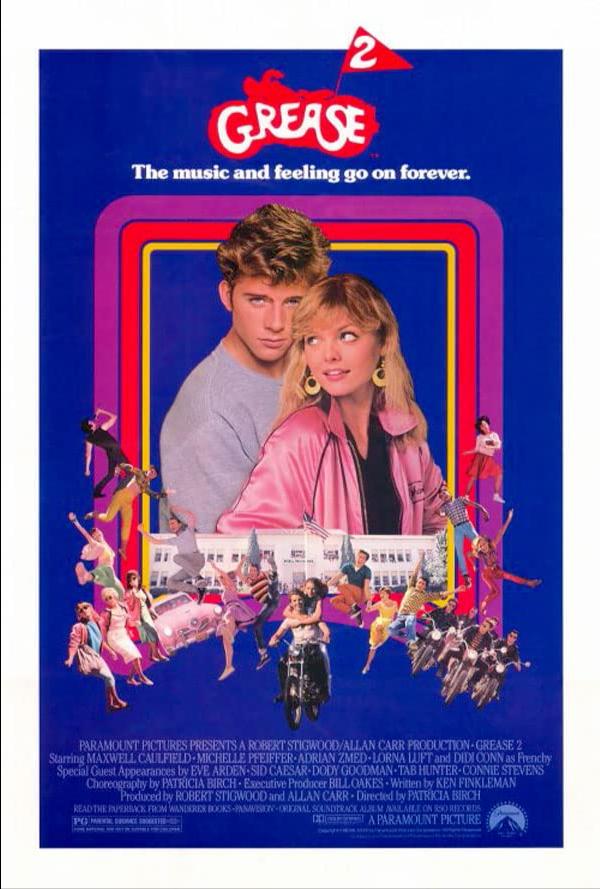 2
GREASE
The music and feeling go on forever.
PARAMOUNT PICTURES PRESENTS A ROBERT STIGWOOD/ALLAN CARR PRODUCTION · GREASE 2
Starring MAXWELL CAULFIELD · MICHELLE PFEIFFER · ADRIAN ZMED · LORNA LUFT and DIDI CONN as Frenchy
Special Guest Appearances by EVE ARDEN · SID CAESAR · DODY GOODMAN · TAB HUNTER · CONNIE STEVENS
Choreography by PATRICIA BIRCH · Executive Producer BILL OAKES · Written by KEN FINKLEMAN
Produced by ROBERT STIGWOOD and ALLAN CARR · Directed by PATRICIA BIRCH
READ THE PAPERBACK FROM WANDERER BOOKS · PANAVISION® · ORIGINAL SOUNDTRACK ALBUM AVAILABLE ON RSO RECORDS
PG PARENTAL GUIDANCE SUGGESTED
A PARAMOUNT PICTURE
Paramount